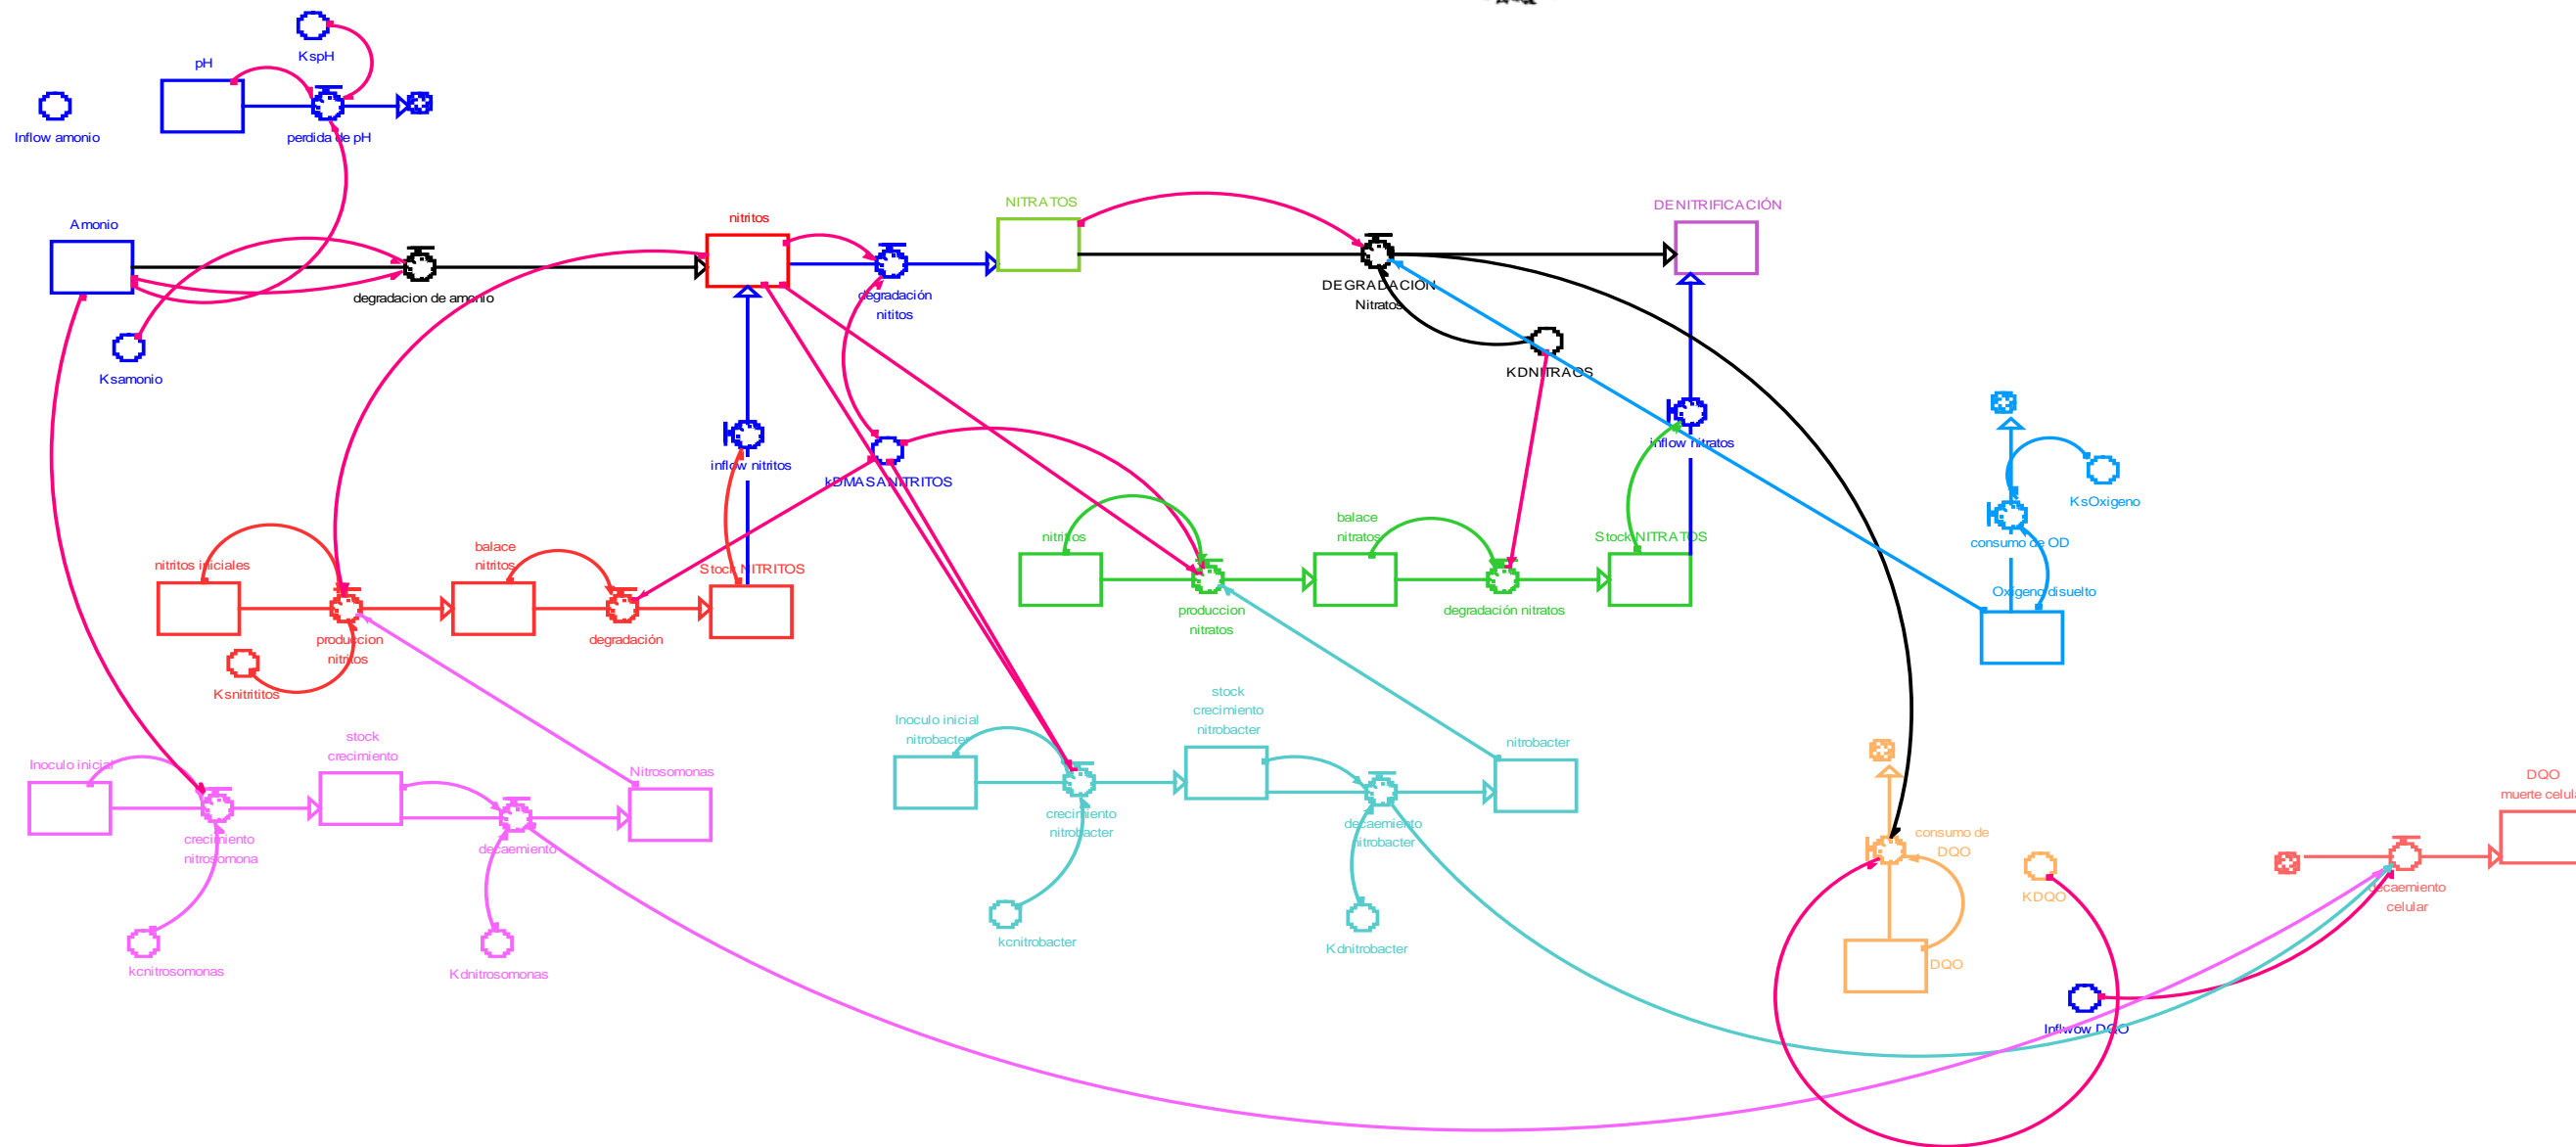 KspH
pH
Inflow amonio
perdida de pH
Amonio
degradacion de amonio
Ksamonio
nitritos
degradación
nititos
NITRATOS
DEGRADACION
Nitratos
DENITRIFICACIÓN
KDNITRAOS
inflow nitritos
kDMASANITRITOS
inflow nitratos
KsOxigeno
consumo de OD
Oxigeno disuelto
nitritos iniciales
produccion
nitritos
balace
nitritos
degradación
Stock NITRITOS
Ksnitrititos
nitritos
produccion
nitratos
balace
nitratos
degradación nitratos
Stock NITRATOS
Inoculo inicial
crecimiento
nitrosomona
stock
crecimiento
decaemiento
Nitrosomonas
kcnitrosomonas
Kdnitrosomonas
Inoculo inicial
nitrobacter
crecimiento
nitrobacter
stock
crecimiento
nitrobacter
decaemiento
nitrobacter
nitrobacter
kcnitrobacter
Kdnitrobacter
consumo de
DQO
KDQO
DQO
Inflwow DQO
decaemiento
celular
DQO
muerte celula